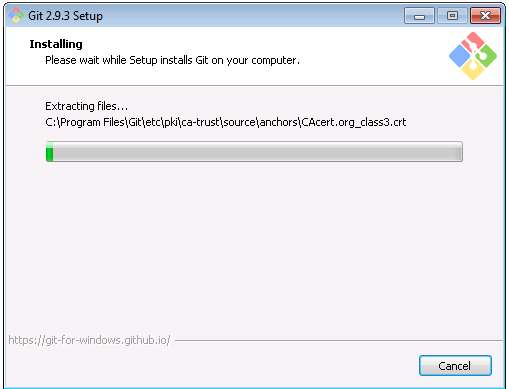 Git 2.9.3 Setup
Installing
Please wait while Setup installs Git on your computer.
Extracting files...
C:\Program Files\Git\etc\pki\ca-trust\source\anchors\CAcert.org_class3.crt
https://git-for-windows.github.io/
Cancel